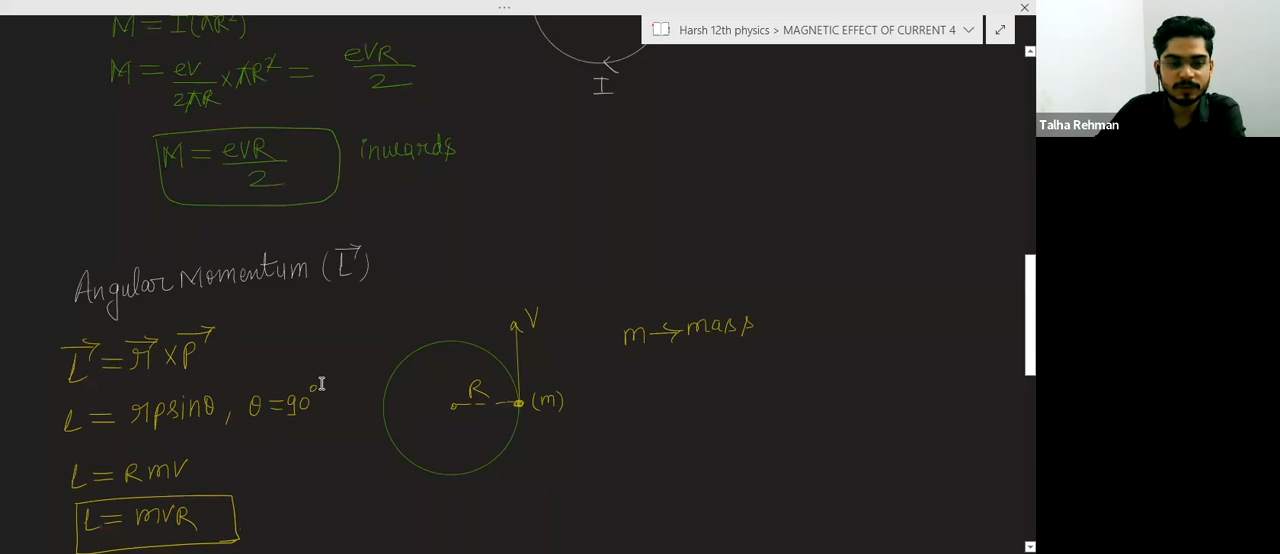 Harsh 12th physics > MAGNETIC EFFECT OF CURRENT 4
Talha Rehman
M = I(πR²)
M = eV/2πR × πR² = eVR/2
I
M = eVR/2 inwards
Angular Momentum (L⃗)
L⃗ = r⃗ × P⃗
L = rpsinθ, θ = 90°
L = RmV
L = mVR
V
R
(m)
m → mass